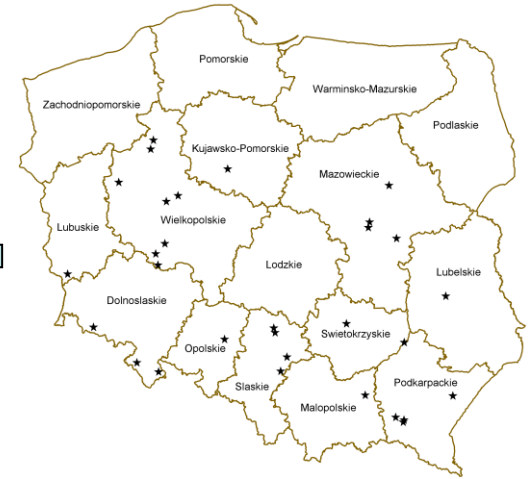 Pomorskie
Warminsko-Mazurskie
Zachodniopomorskie
Podlaskie
Kujawsko-Pomorskie
Mazowieckie
Wielkopolskie
Lubuskie
Lodzkie
Lubelskie
Dolnoslaskie
Swietokrzyskie
Opolskie
Slaskie
Podkarpackie
Malopolskie